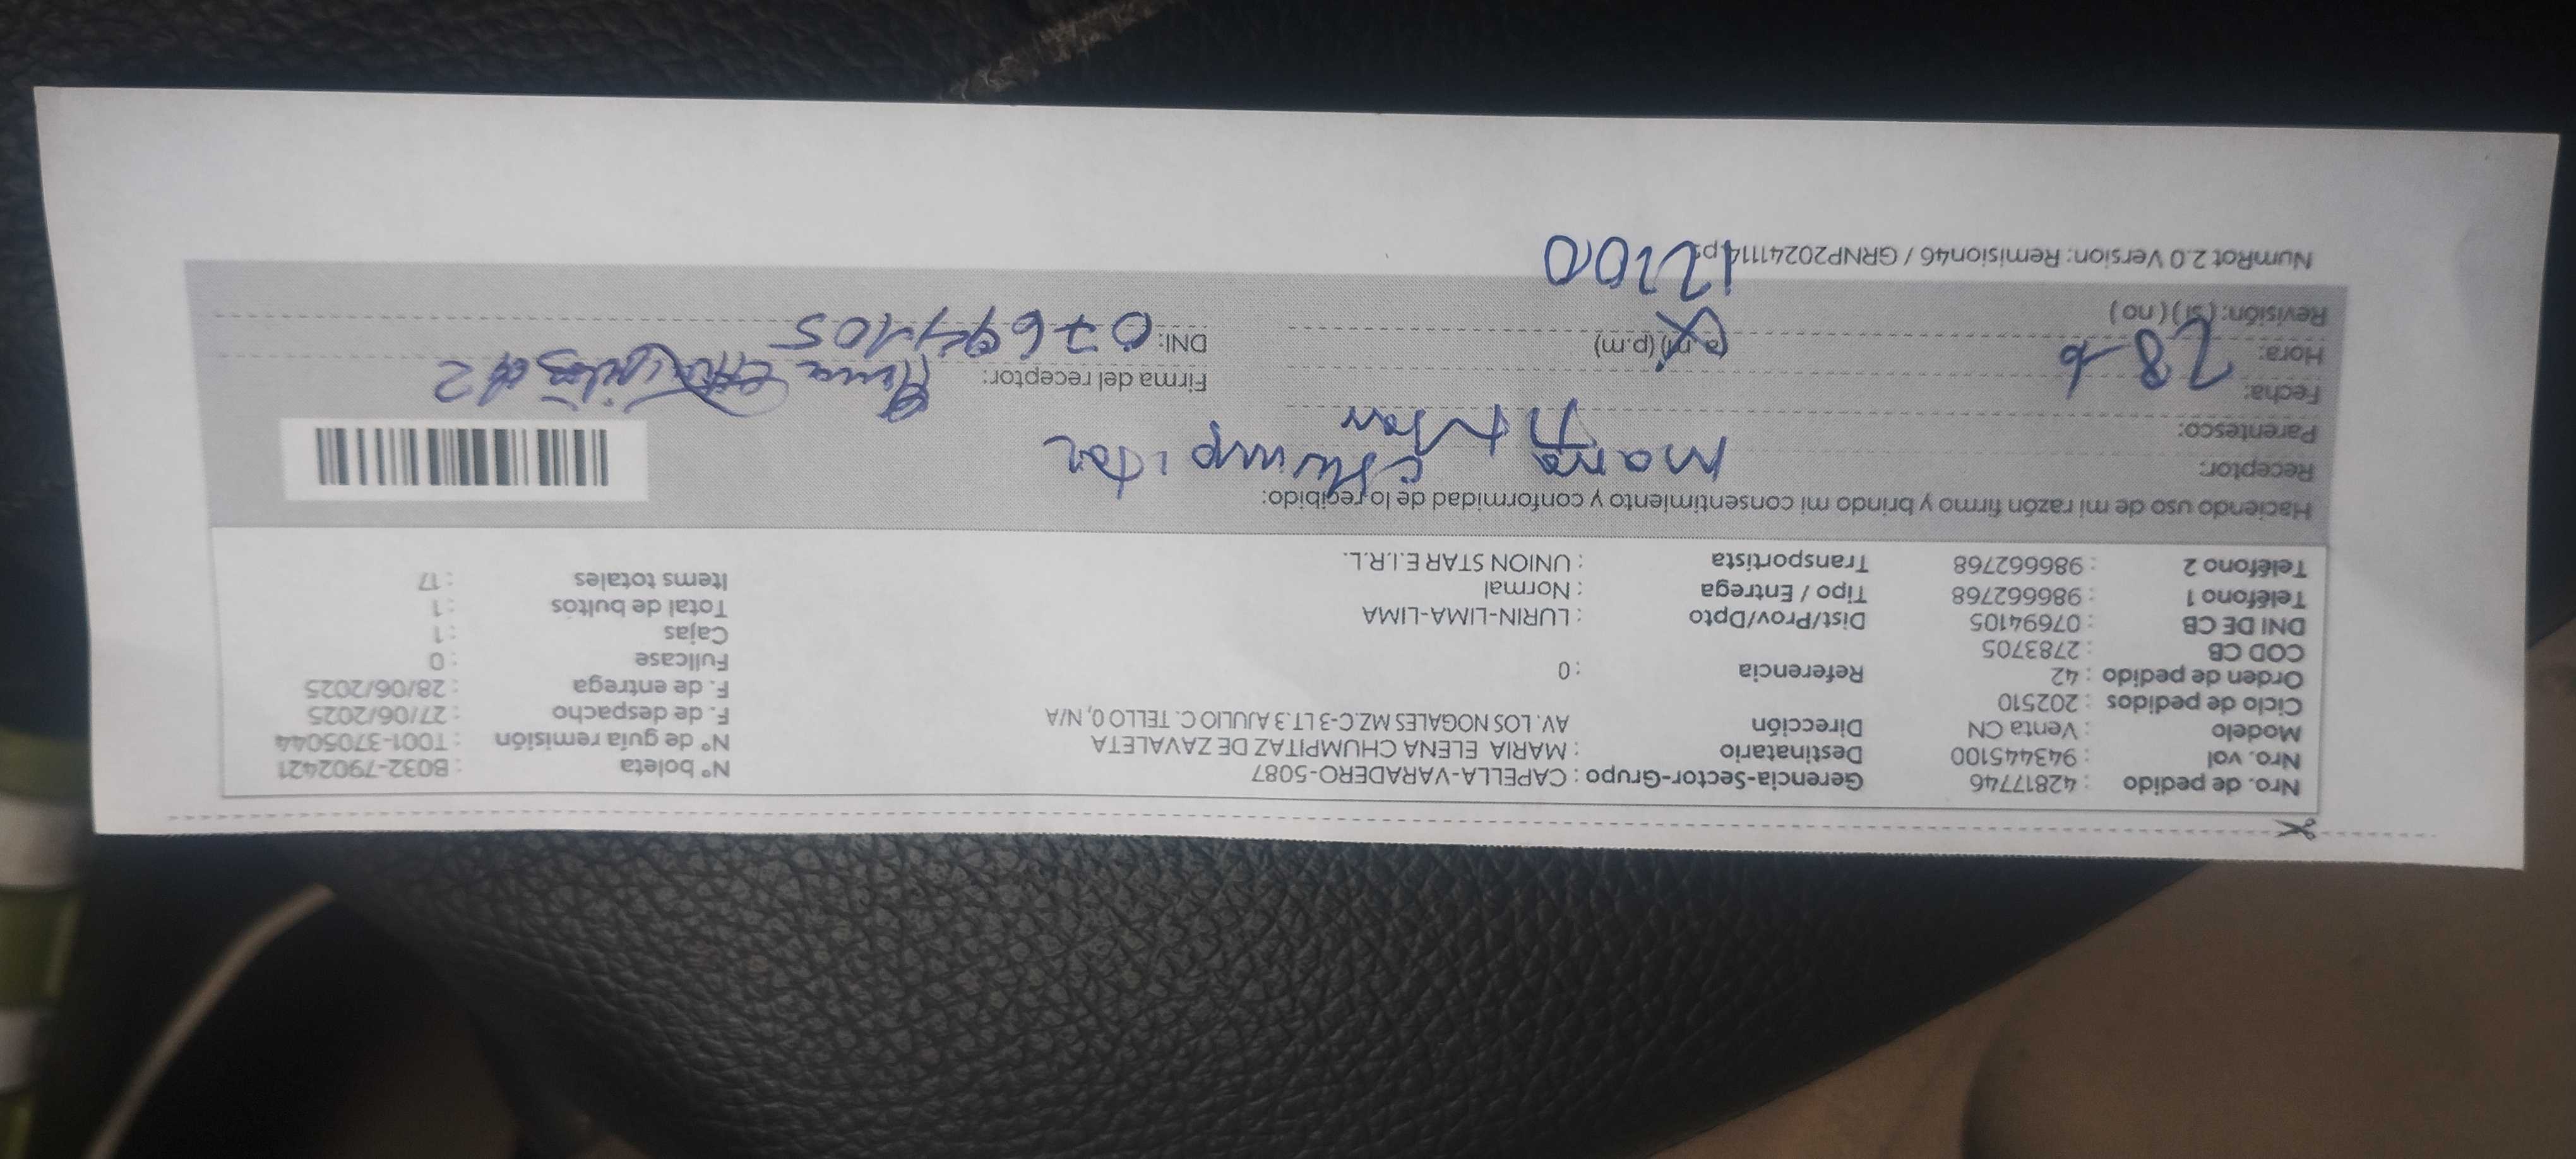 Nro. de pedido : 42817746 Gerencia-Sector-Grupo : CAPELLA-VARADERO-5087 N° boleta : B032-7902421
Nro. vol : 943445100 Destinatario : MARIA ELENA CHUMPITAZ DE ZAVALETA N° de guía remisión : T001-3705044
Modelo : Venta CN Dirección AV. LOS NOGALES MZ.C-3 LT.3 AJULIO C. TELLO 0, N/A F. de despacho : 27/06/2025
Ciclo de pedidos : 202510 F. de entrega : 28/06/2025
Orden de pedido : 42 Referencia : 0 Fullcase : 0
COD CB : 2783705 Cajas : 1
DNI DE CB : 07694105 Dist/Prov/Dpto : LURIN-LIMA-LIMA Total de bultos : 1
Teléfono 1 : 986662768 Tipo / Entrega : Normal Items totales : 17
Teléfono 2 : 986662768 Transportista : UNION STAR E.I.R.L.
Haciendo uso de mi razón firmo y brindo mi consentimiento y conformidad de lo recibido:
Receptor: Maria Chumpitaz
Parentesco:
Fecha: 28-6 Firma del receptor:
Hora: (a.m) (p.m) DNI: 07694105
Revisión: (si) (no) 12:00
NumRot 2.0 Version: Remision46 / GRNP20241114.ps